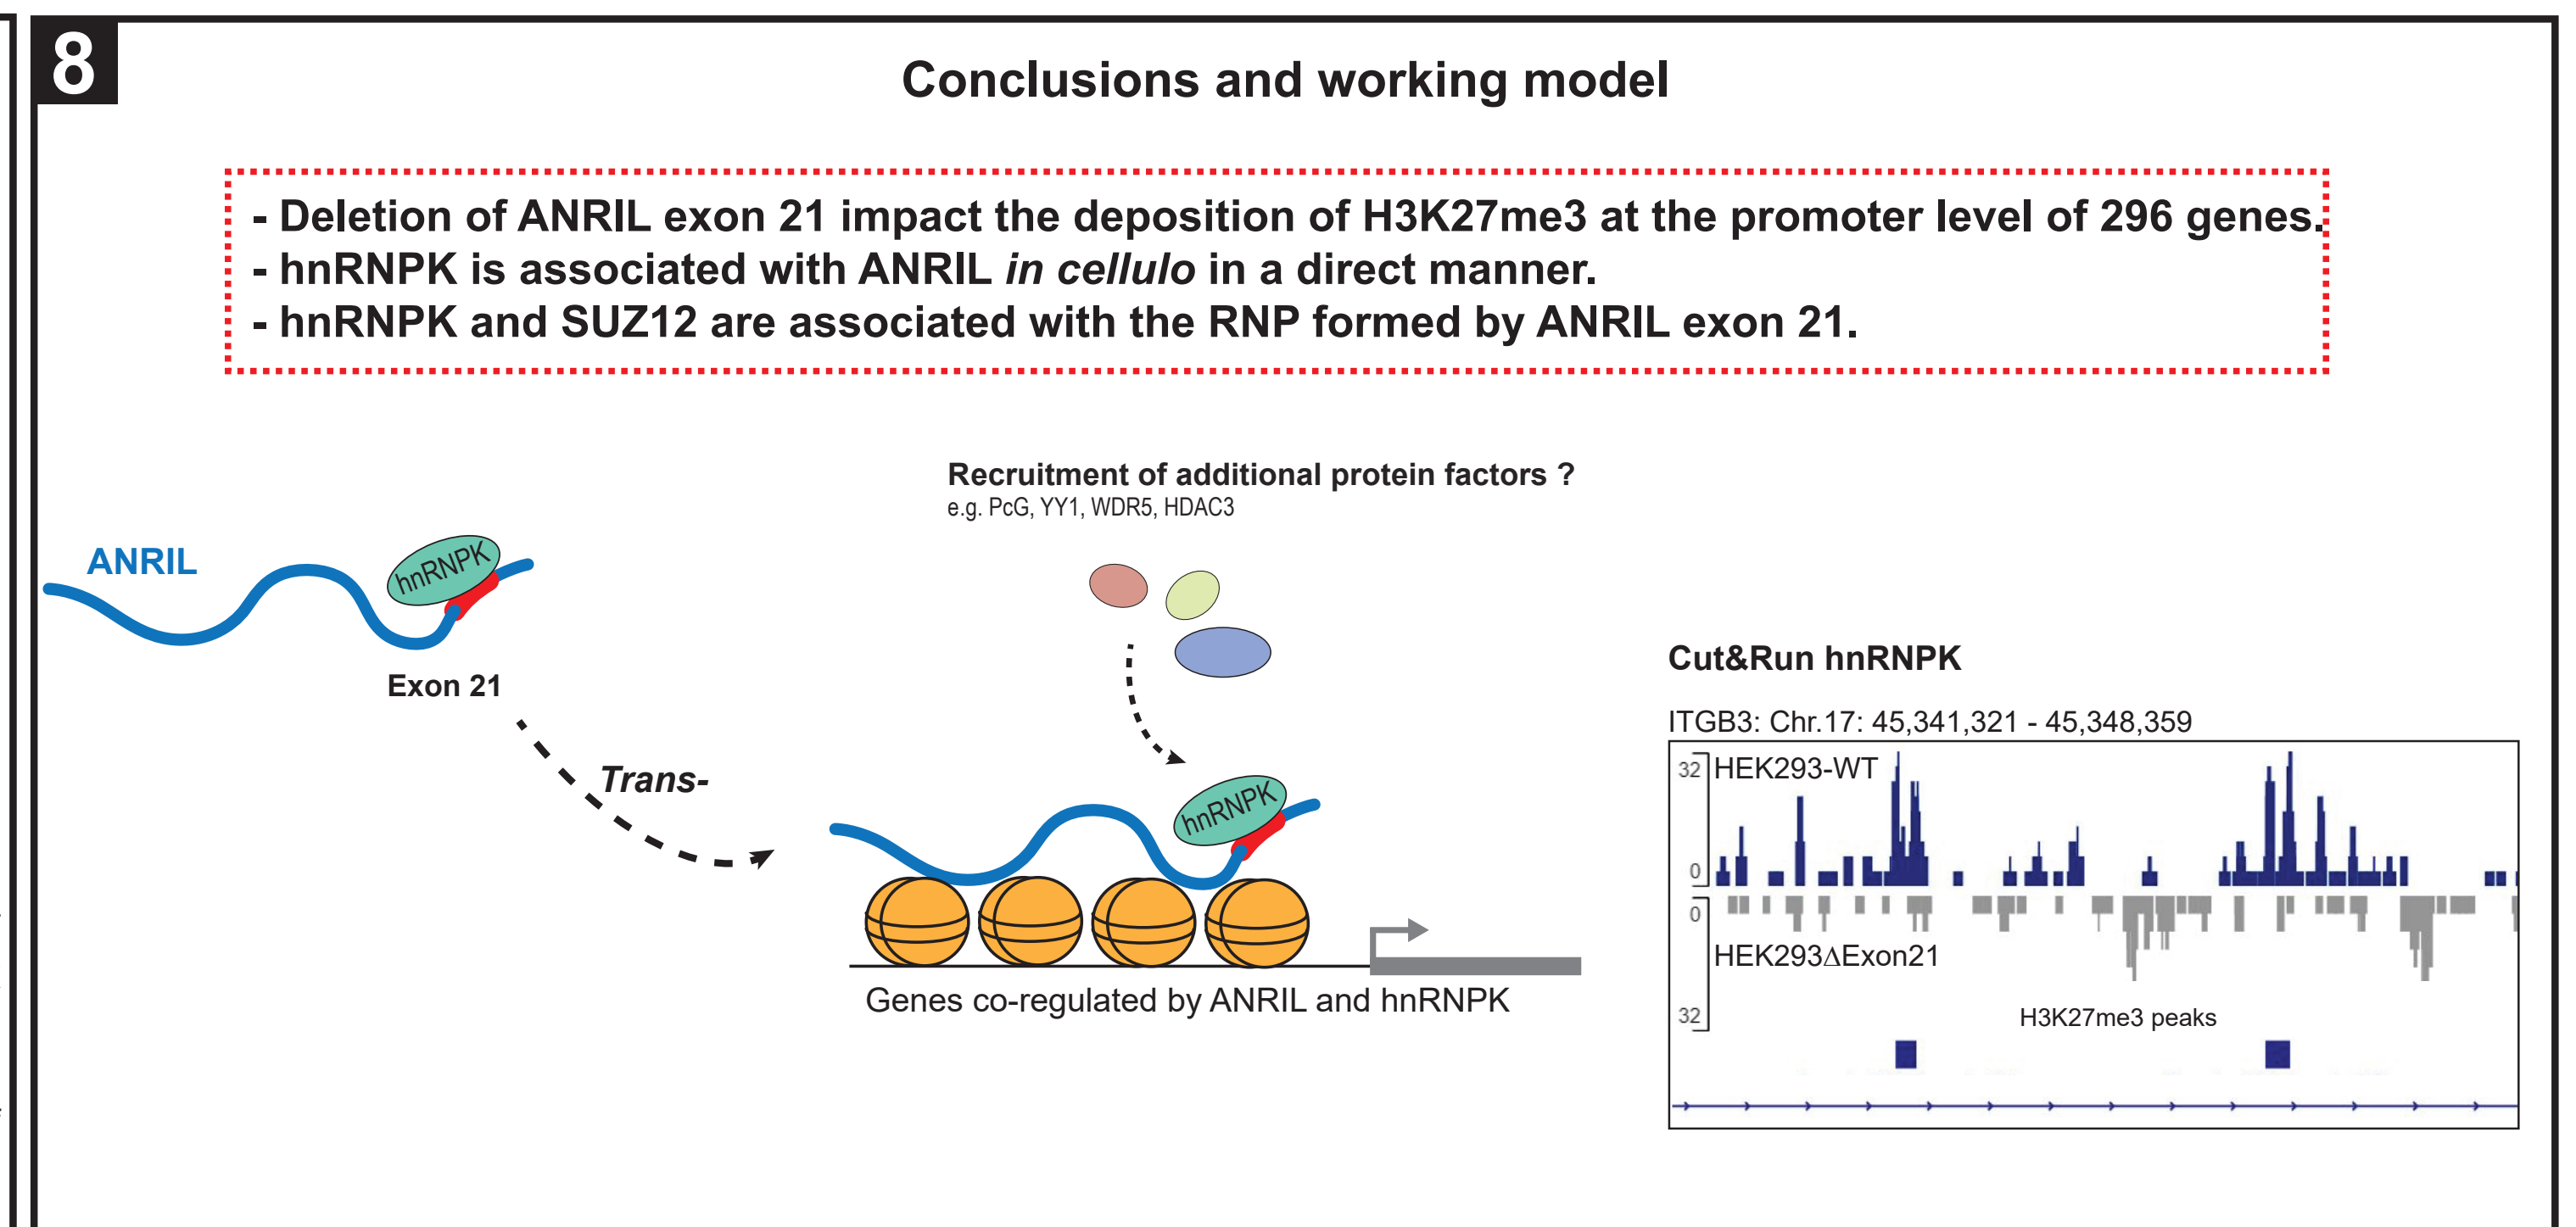 8
Conclusions and working model
- Deletion of ANRIL exon 21 impact the deposition of H3K27me3 at the promoter level of 296 genes.
- hnRNPK is associated with ANRIL in cellulo in a direct manner.
- hnRNPK and SUZ12 are associated with the RNP formed by ANRIL exon 21.
Recruitment of additional protein factors ?
e.g. PcG, YY1, WDR5, HDAC3
ANRIL
hnRNPK
Exon 21
Trans-
hnRNPK
Genes co-regulated by ANRIL and hnRNPK
Cut&Run hnRNPK
ITGB3: Chr.17: 45,341,321 - 45,348,359
32
HEK293-WT
0
0
HEK293ΔExon21
32
H3K27me3 peaks